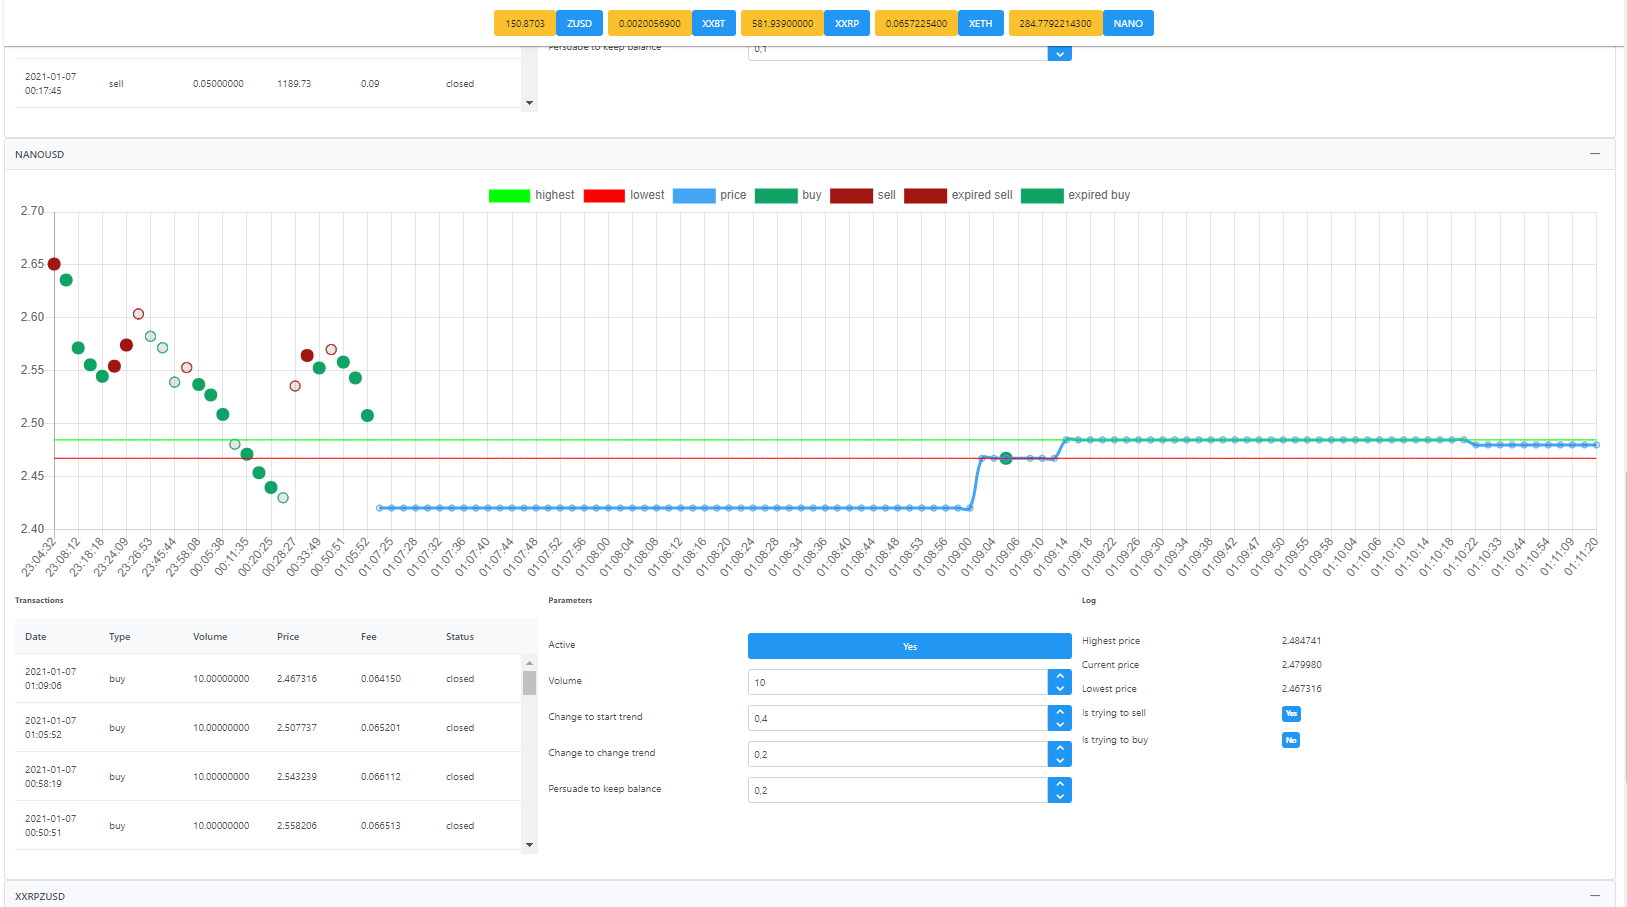 150.8703 ZUSD 0.0020056900 XXBT 581.93900000 XXRP 0.0657225400 XETH 284.7792214300 NANO
Persuade to keep balance 0,1
2021-01-07
00:17:45 sell 0.05000000 1189.73 0.09 closed
NANOUSD
highest lowest price buy sell expired sell expired buy
2.70
2.65
2.60
2.55
2.50
2.45
2.40
23:04:32 23:08:12 23:18:18 23:24:09 23:26:53 23:45:44 23:58:08 00:05:38 00:11:35 00:20:25 00:28:27 00:33:49 00:50:51 01:05:52 01:07:25 01:07:28 01:07:32 01:07:36 01:07:40 01:07:44 01:07:48 01:07:52 01:07:56 01:08:00 01:08:04 01:08:08 01:08:12 01:08:16 01:08:20 01:08:24 01:08:28 01:08:34 01:08:36 01:08:40 01:08:44 01:08:48 01:08:53 01:08:56 01:09:00 01:09:04 01:09:06 01:09:10 01:09:14 01:09:18 01:09:22 01:09:26 01:09:30 01:09:34 01:09:38 01:09:42 01:09:47 01:09:50 01:09:55 01:09:58 01:10:04 01:10:06 01:10:10 01:10:14 01:10:18 01:10:22 01:10:33 01:10:44 01:10:54 01:11:09 01:11:20
Transactions
Date Type Volume Price Fee Status
2021-01-07
01:09:06 buy 10.00000000 2.467316 0.064150 closed
2021-01-07
01:05:52 buy 10.00000000 2.507737 0.065201 closed
2021-01-07
00:58:19 buy 10.00000000 2.543239 0.066112 closed
2021-01-07
00:50:51 buy 10.00000000 2.558206 0.066513 closed
Parameters
Active Yes
Volume 10
Change to start trend 0,4
Change to change trend 0,2
Persuade to keep balance 0,2
Log
Highest price 2.484741
Current price 2.479980
Lowest price 2.467316
Is trying to sell Yes
Is trying to buy No
XXRPZUSD